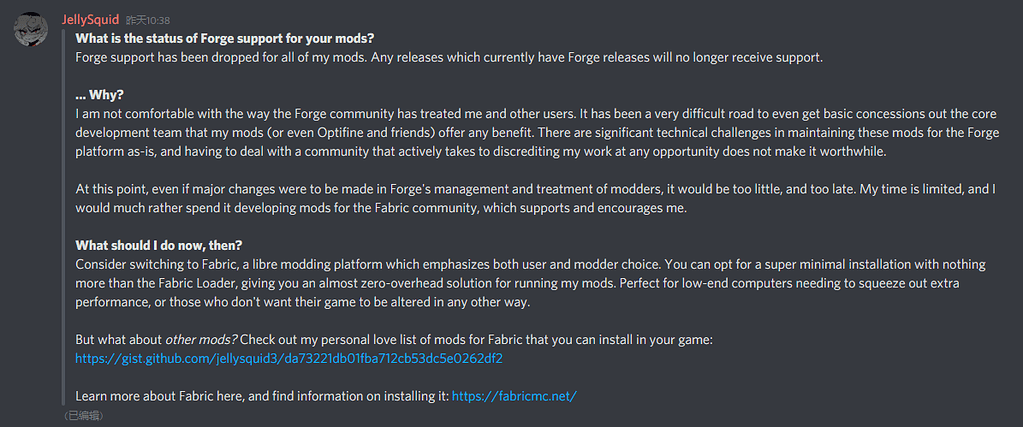 JellySquid 昨天10:38
What is the status of Forge support for your mods?
Forge support has been dropped for all of my mods. Any releases which currently have Forge releases will no longer receive support.
... Why?
I am not comfortable with the way the Forge community has treated me and other users. It has been a very difficult road to even get basic concessions out the core
development team that my mods (or even Optifine and friends) offer any benefit. There are significant technical challenges in maintaining these mods for the Forge
platform as-is, and having to deal with a community that actively takes to discrediting my work at any opportunity does not make it worthwhile.
At this point, even if major changes were to be made in Forge's management and treatment of modders, it would be too little, and too late. My time is limited, and I
would much rather spend it developing mods for the Fabric community, which supports and encourages me.
What should I do now, then?
Consider switching to Fabric, a libre modding platform which emphasizes both user and modder choice. You can opt for a super minimal installation with nothing
more than the Fabric Loader, giving you an almost zero-overhead solution for running my mods. Perfect for low-end computers needing to squeeze out extra
performance, or those who don't want their game to be altered in any other way.
But what about other mods? Check out my personal love list of mods for Fabric that you can install in your game:
https://gist.github.com/jellysquid3/da73221db01fba712cb53dc5e0262df2
Learn more about Fabric here, and find information on installing it: https://fabricmc.net/
(已编辑)